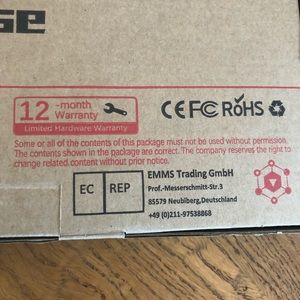 se
12 -month
Warranty
Limited Hardware Warranty
CE FC RoHS
Some or all of the contents of this package must not be used without permission.
The contents shown in the package are correct. The company reserves the right to
change related content without prior notice.
EC REP
EMMS Trading GmbH
Prof.-Messerschmitt-Str.3
85579 Neubiberg,Deutschland
+49 (0)211-97538868